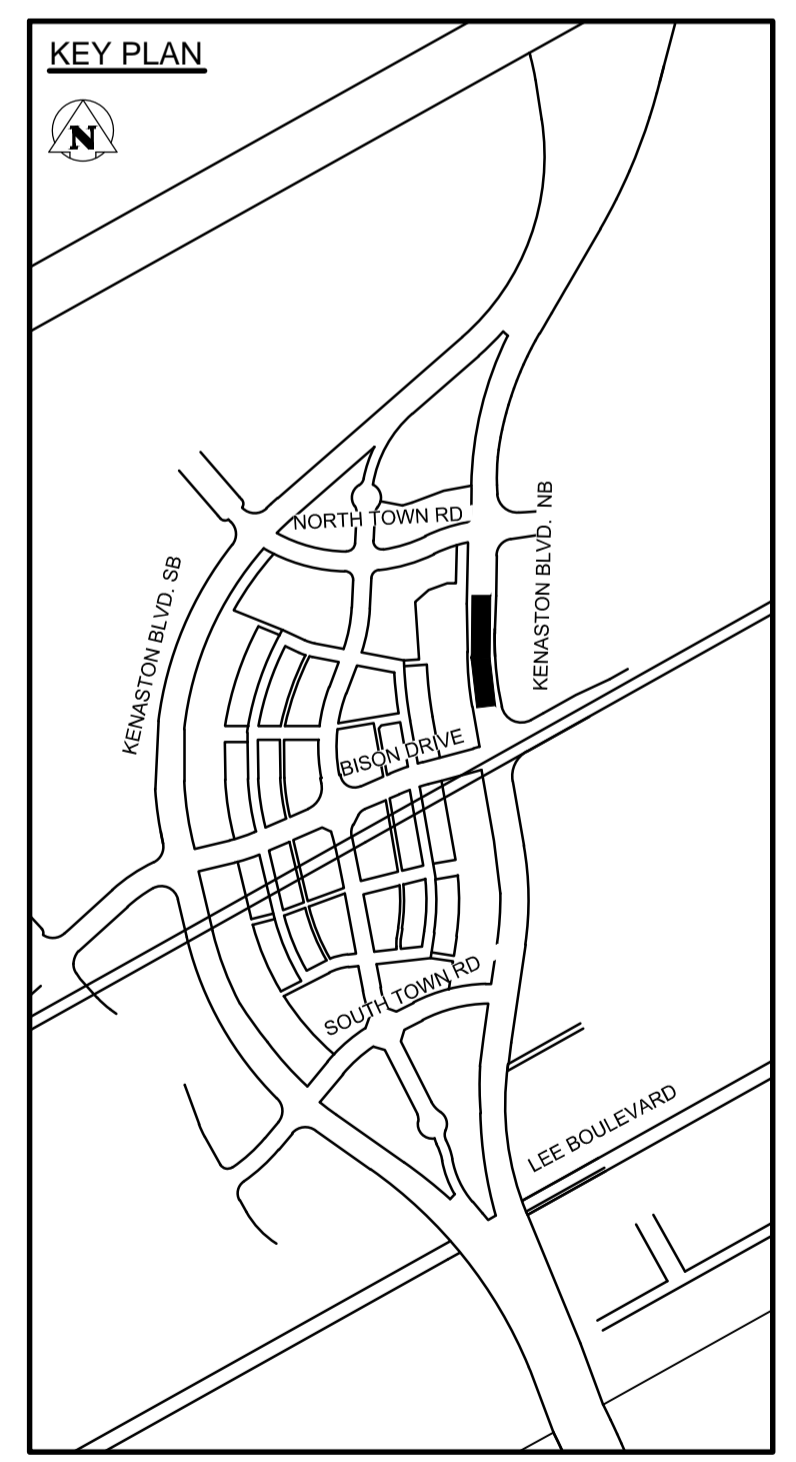 KEY PLAN
N
NORTH TOWN RD
KENASTON BLVD. NB
KENASTON BLVD. SB
BISON DRIVE
SOUTH TOWN RD
LEE BOULEVARD